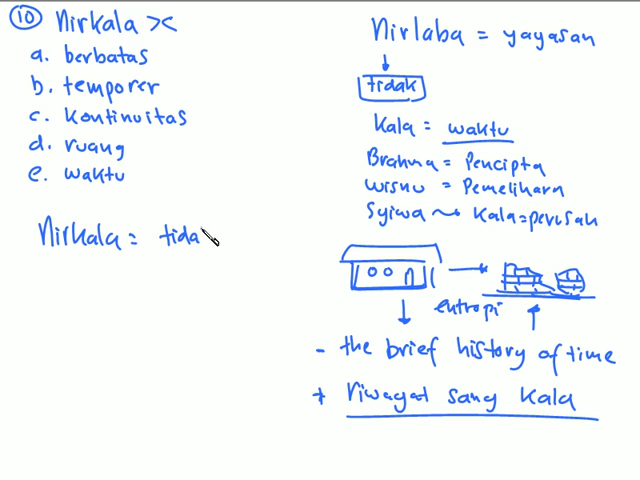 10 Nirkala ><
a. berbatas
b. temporer
c. kontinuitas
d. ruang
e. waktu
Nirkala = tida
Nirlaba = yayasan
tidak
Kala = waktu
Brahma = Pencipta
wisnu = Pemelihara
Syiwa ~> Kala = perusak
entropi
- the brief history of time
+ riwayat sang kala